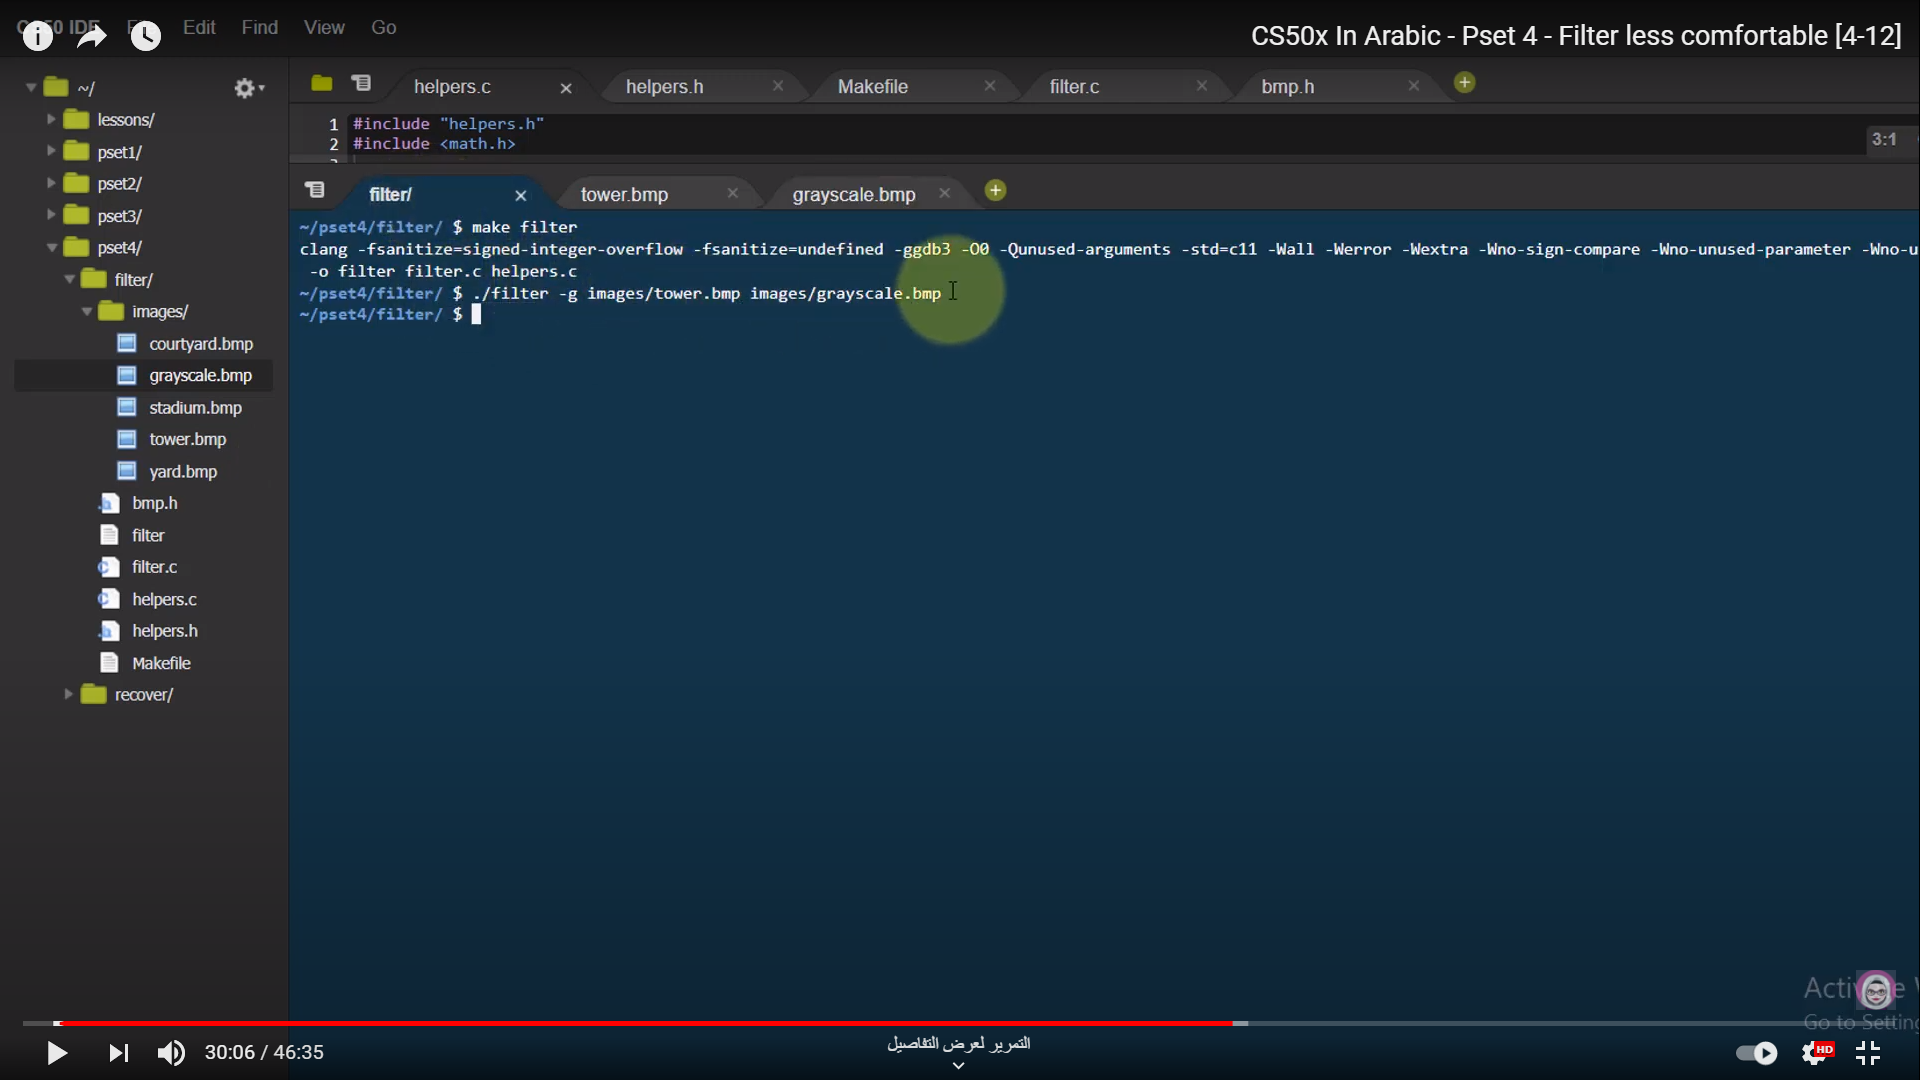 CS50 IDE Edit Find View Go
CS50x In Arabic - Pset 4 - Filter less comfortable [4-12]
~/
lessons/
pset1/
pset2/
pset3/
pset4/
filter/
images/
courtyard.bmp
grayscale.bmp
stadium.bmp
tower.bmp
yard.bmp
bmp.h
filter
filter.c
helpers.c
helpers.h
Makefile
recover/
helpers.c helpers.h Makefile filter.c bmp.h
1 #include "helpers.h"
2 #include <math.h>
3:1
filter/ tower.bmp grayscale.bmp
~/pset4/filter/ $ make filter
clang -fsanitize=signed-integer-overflow -fsanitize=undefined -ggdb3 -O0 -Qunused-arguments -std=c11 -Wall -Werror -Wextra -Wno-sign-compare -Wno-unused-parameter -Wno-u
-o filter filter.c helpers.c
~/pset4/filter/ $ ./filter -g images/tower.bmp images/grayscale.bmp
~/pset4/filter/ $
Go to Setting
30:06 / 46:35
التمرير لعرض التفاصيل
HD